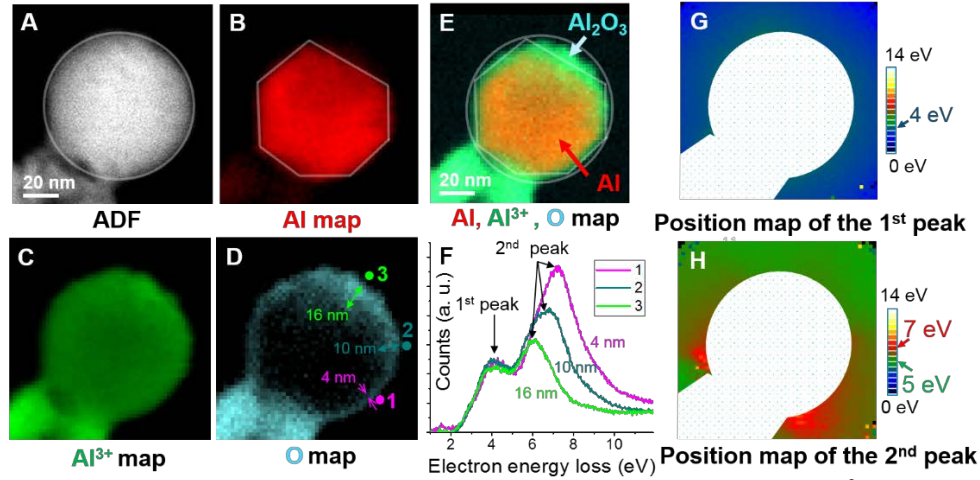 A
20 nm
ADF
B
Al map
E
Al₂O₃
Al
20 nm
Al, Al³⁺, O map
G
14 eV
4 eV
0 eV
Position map of the 1st peak
C
Al³⁺ map
D
3
16 nm
2
10 nm
4 nm
1
O map
F
2nd peak
1st peak
1
2
3
4 nm
10 nm
16 nm
Counts (a. u.)
0 2 4 6 8 10
Electron energy loss (eV)
H
14 eV
7 eV
5 eV
0 eV
Position map of the 2nd peak